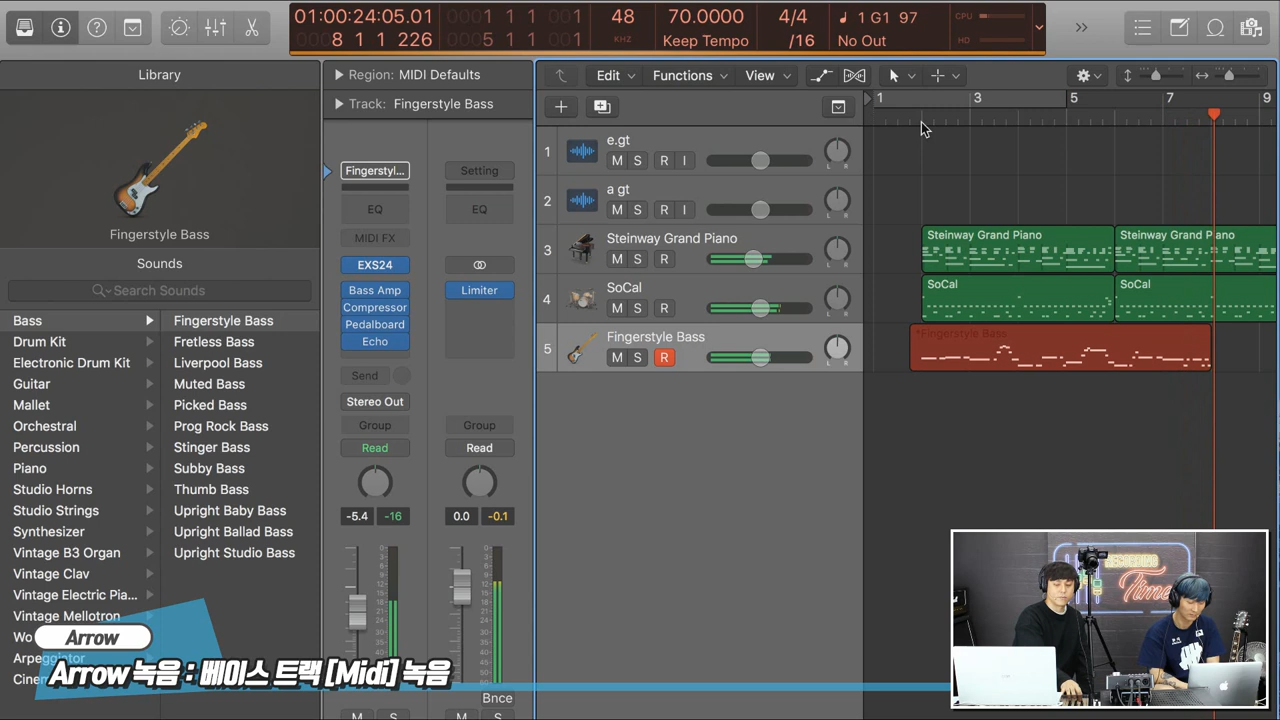 01:00:24:05.01
8 1 1 226
48
KHZ
70.0000
Keep Tempo
4/4
/16
1 G1 97
No Out
CPU
HD
Library
Region: MIDI Defaults
Track: Fingerstyle Bass
Edit
Functions
View
1 3 5 7 9
Fingerstyle Bass
Sounds
Search Sounds
Bass
Drum Kit
Electronic Drum Kit
Guitar
Mallet
Orchestral
Percussion
Piano
Studio Horns
Studio Strings
Synthesizer
Vintage B3 Organ
Vintage Clav
Vintage Electric Pia...
Vintage Mellotron
Wo
Arpeggiator
Cinem
Fingerstyle Bass
Fretless Bass
Liverpool Bass
Muted Bass
Picked Bass
Prog Rock Bass
Stinger Bass
Subby Bass
Thumb Bass
Upright Baby Bass
Upright Ballad Bass
Upright Studio Bass
Fingerstyl...
EQ
MIDI FX
EXS24
Bass Amp
Compressor
Pedalboard
Echo
Send
Stereo Out
Group
Read
-5.4 -16
M S
Setting
EQ
Limiter
Group
Read
0.0 -0.1
Bnce
M S
1 e.gt
M S R I
L R
2 a gt
M S R I
L R
3 Steinway Grand Piano
M S R
L R
4 SoCal
M S R
L R
5 Fingerstyle Bass
M S R
L R
Steinway Grand Piano
Steinway Grand Piano
SoCal
SoCal
*Fingerstyle Bass
RECORDING
Time
Arrow
Arrow 녹음 : 베이스 트랙 [Midi] 녹음